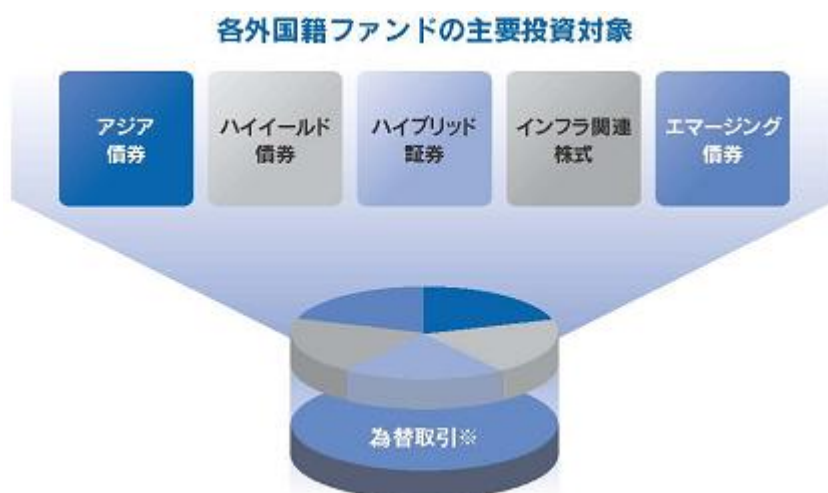 各外国籍ファンドの主要投資対象
アジア
債券
ハイイールド
債券
ハイブリッド
証券
インフラ関連
株式
エマージング
債券
為替取引※